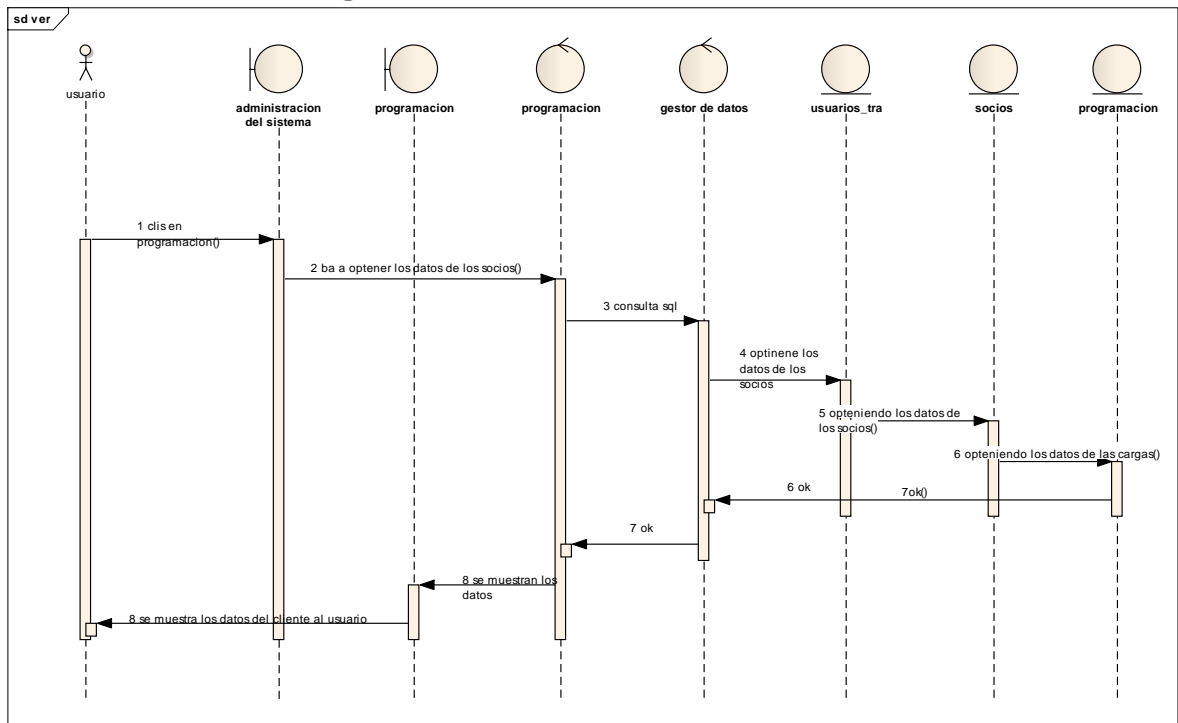 sd ver
usuario
administracion
del sistema
programacion
programacion
gestor de datos
usuarios_tra
socios
programacion
1 clis en
programacion()
2 ba a optener los datos de los socios()
3 consulta sql
4 optinene los
datos de los
socios
5 opteniendo los datos de
los socios()
6 opteniendo los datos de las cargas()
6 ok
7ok()
7 ok
8 se muestran los
datos
8 se muestra los datos del cliente al usuario